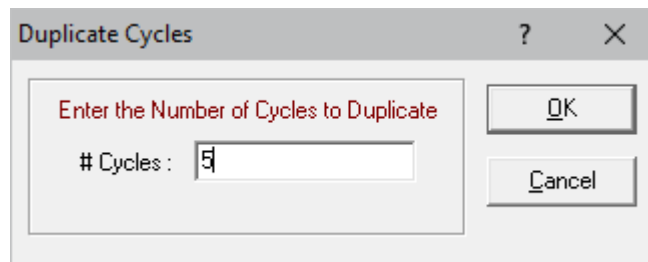 Duplicate Cycles ? X
Enter the Number of Cycles to Duplicate
# Cycles : 5
OK
Cancel